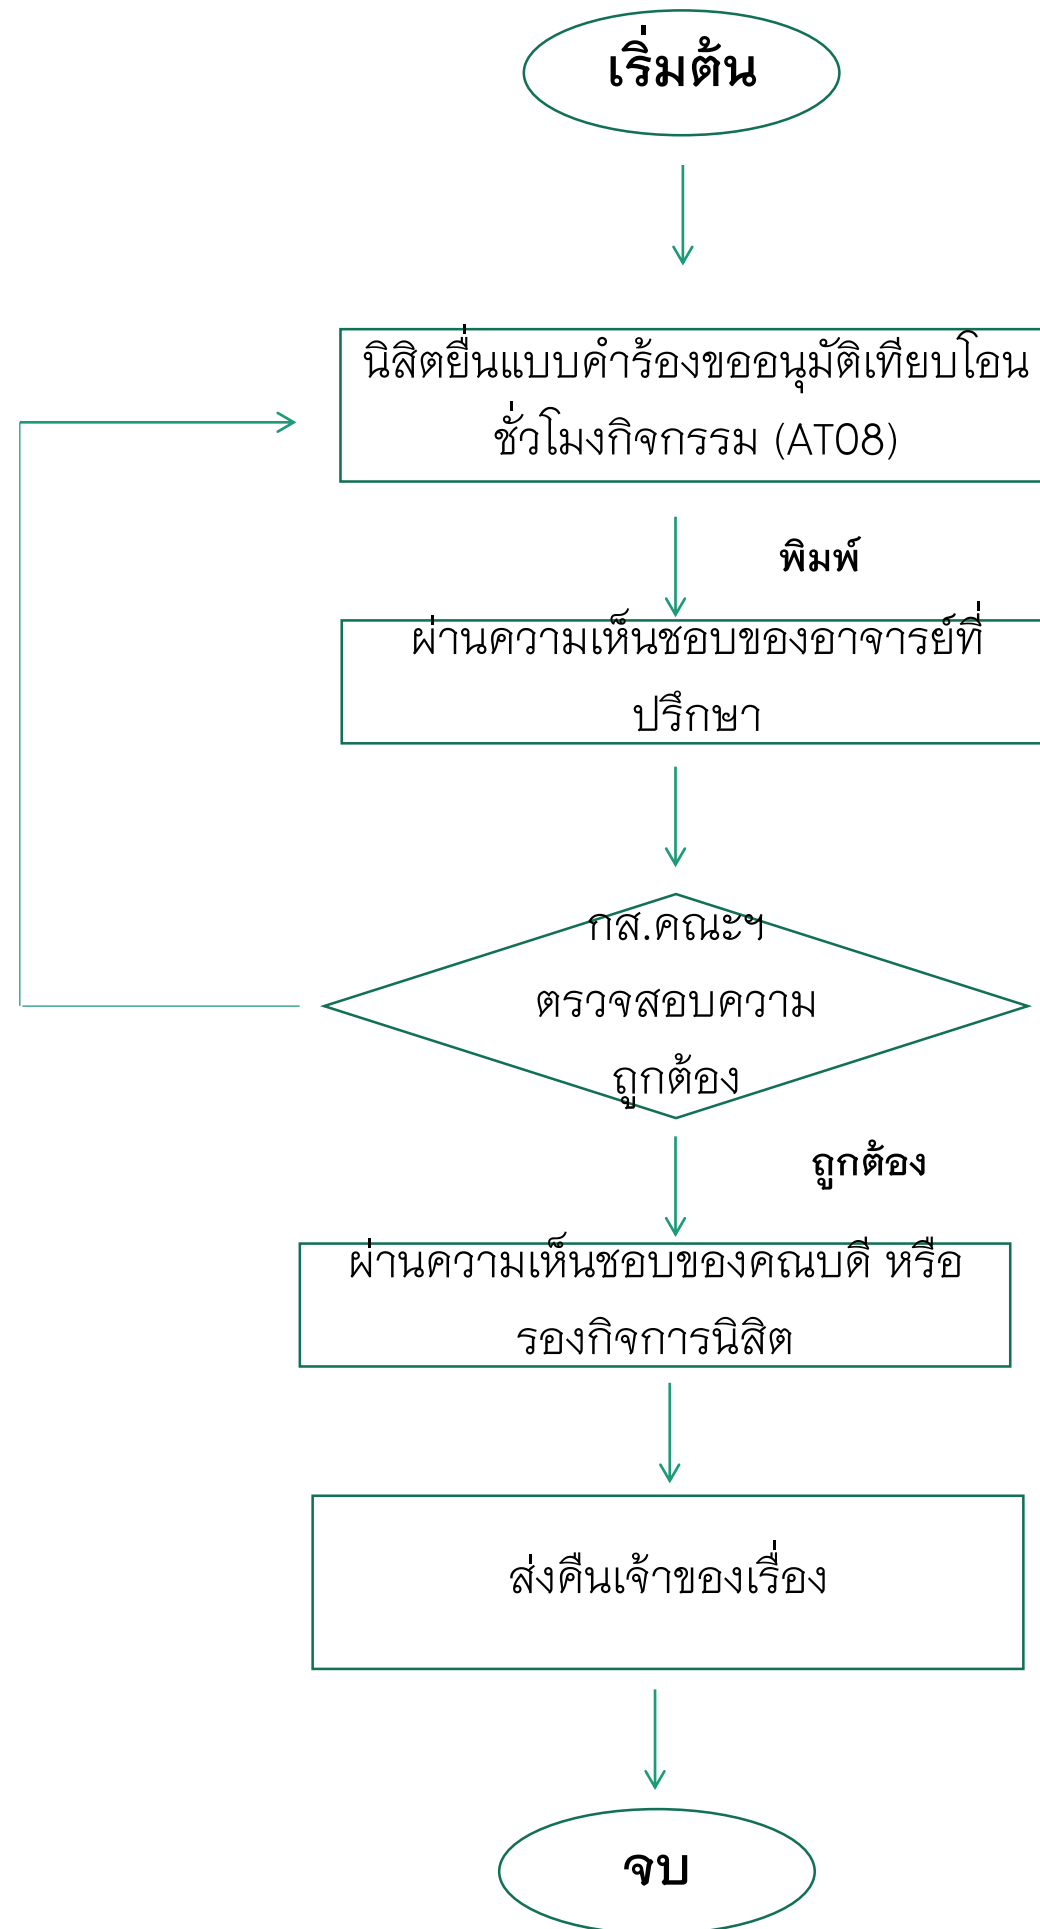 เริ่มต้น
นิสิตยื่นแบบคำร้องขออนุมัติเทียบโอน
ชั่วโมงกิจกรรม (AT08)
พิมพ์
ผ่านความเห็นชอบของอาจารย์ที่
ปรึกษา
กส.คณะฯ
ตรวจสอบความ
ถูกต้อง
ถูกต้อง
ผ่านความเห็นชอบของคณบดี หรือ
รองกิจการนิสิต
ส่งคืนเจ้าของเรื่อง
จบ